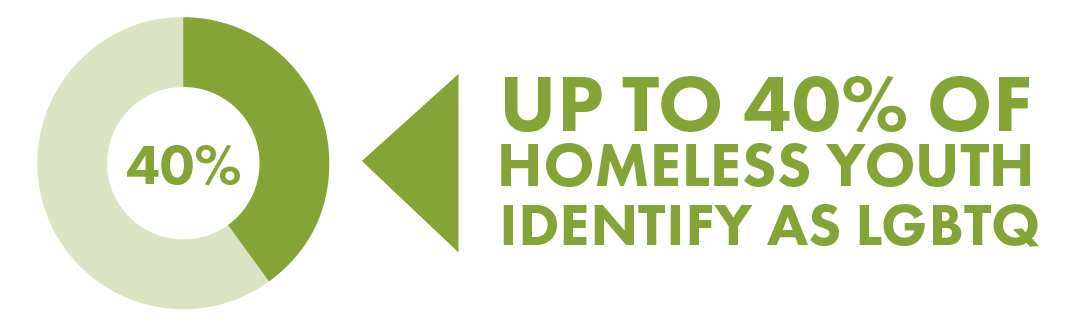 40%
UP TO 40% OF
HOMELESS YOUTH
IDENTIFY AS LGBTQ